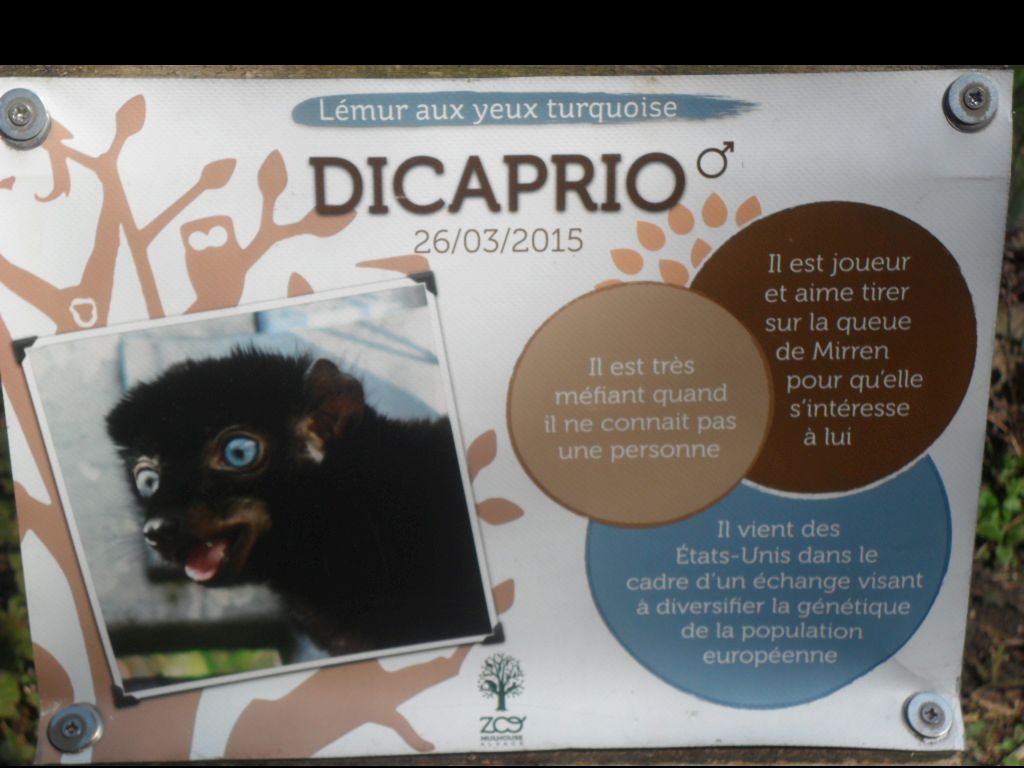 Lémur aux yeux turquoise
DICAPRIO ♂
26/03/2015
Il est joueur
et aime tirer
sur la queue
de Mirren
pour qu'elle
s'intéresse
à lui
Il est très
méfiant quand
il ne connait pas
une personne
Il vient des
États-Unis dans le
cadre d'un échange visant
à diversifier la génétique
de la population
européenne
ZOO
MULHOUSE
ALSACE